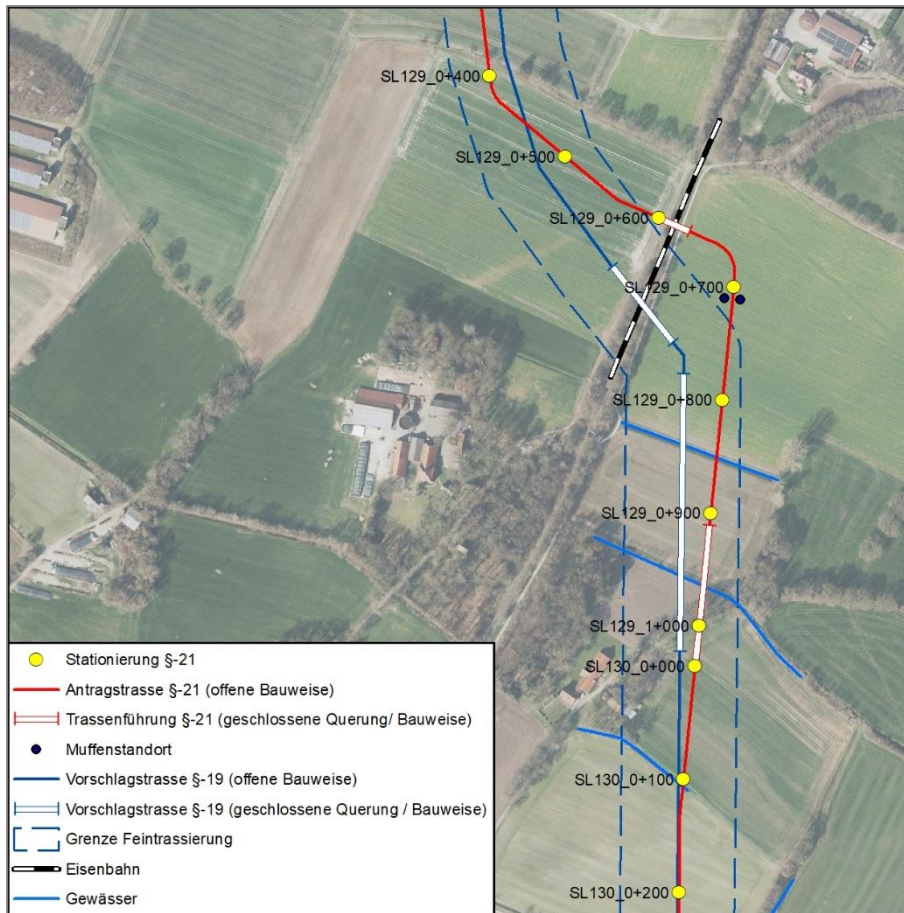 SL129_0+400
SL129_0+500
SL129_0+600
SL129_0+700
SL129_0+800
SL129_0+900
SL129_1+000
SL130_0+000
SL130_0+100
SL130_0+200
Stationierung §-21
Antragstrasse §-21 (offene Bauweise)
Trassenführung §-21 (geschlossene Querung/ Bauweise)
Muffenstandort
Vorschlagstrasse §-19 (offene Bauweise)
Vorschlagstrasse §-19 (geschlossene Querung / Bauweise)
Grenze Feintrassierung
Eisenbahn
Gewässer